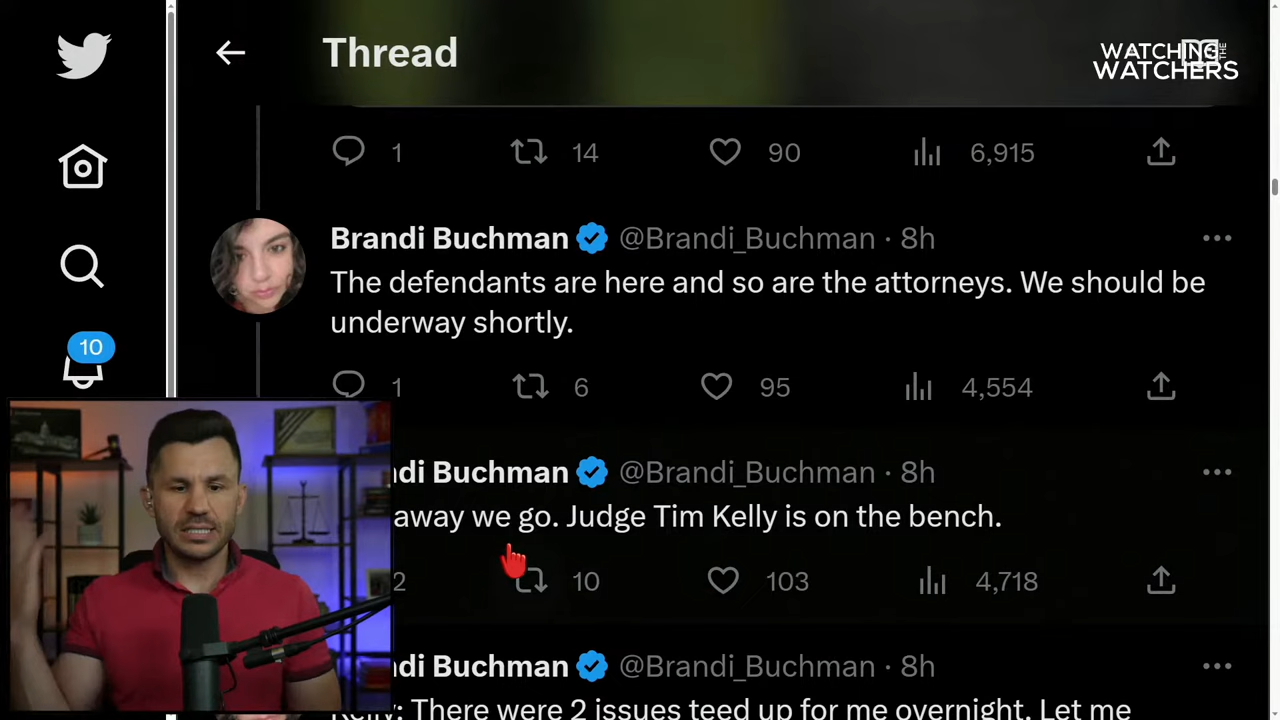 Thread
WATCHING THE
WATCHERS
1 14 90 6,915
Brandi Buchman @Brandi_Buchman · 8h
The defendants are here and so are the attorneys. We should be
underway shortly.
10
1 6 95 4,554
di Buchman @Brandi_Buchman · 8h
away we go. Judge Tim Kelly is on the bench.
2 10 103 4,718
di Buchman @Brandi_Buchman · 8h
Kelly: There were 2 issues teed up for me overnight. Let me